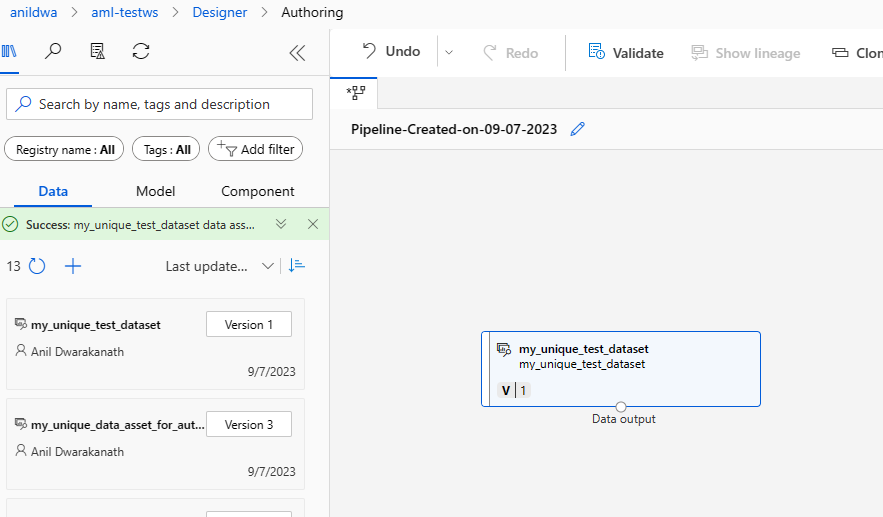 anildwa > aml-testws > Designer > Authoring
Undo Redo Validate Show lineage Clon
Search by name, tags and description
Pipeline-Created-on-09-07-2023
Registry name : All Tags : All Add filter
Data Model Component
Success: my_unique_test_dataset data ass...
13 Last update...
my_unique_test_dataset Version 1
Anil Dwarakanath
9/7/2023
my_unique_test_dataset
my_unique_test_dataset
V 1
Data output
my_unique_data_asset_for_aut... Version 3
Anil Dwarakanath
9/7/2023